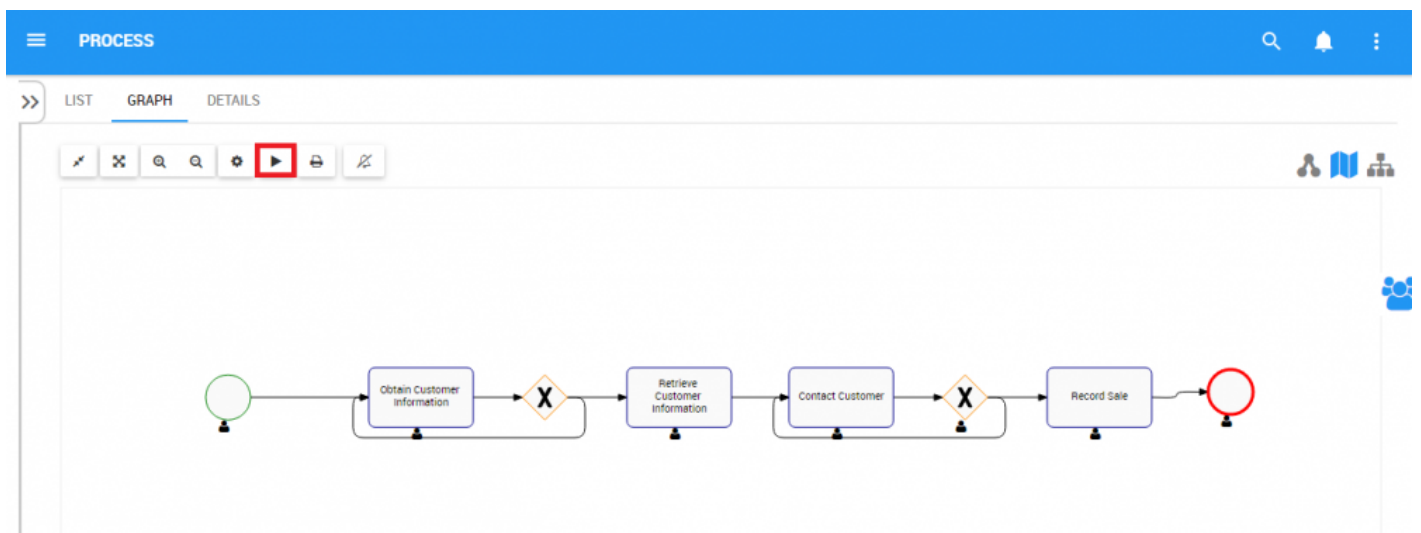 PROCESS
LIST GRAPH DETAILS
Obtain Customer
Information
X
Retrieve
Customer
Information
Contact Customer
X
Record Sale